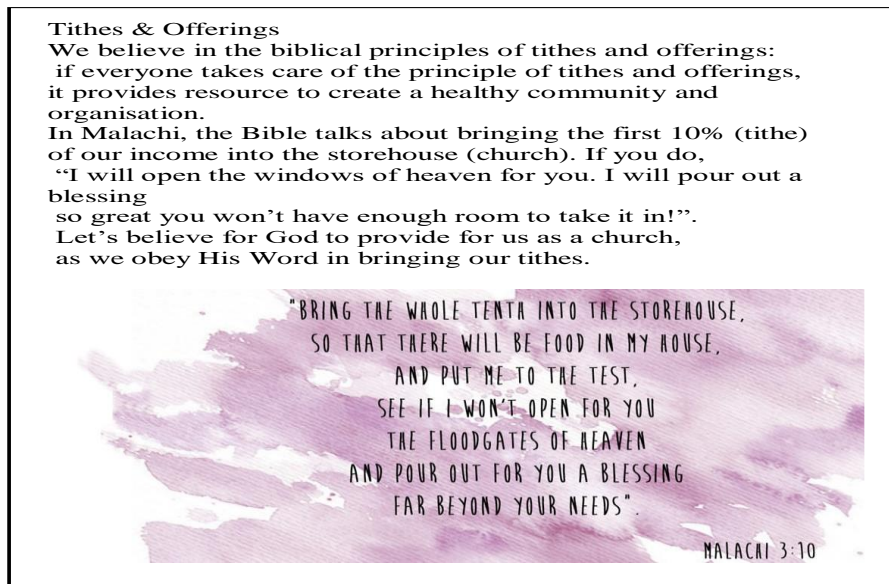 Tithes & Offerings
We believe in the biblical principles of tithes and offerings:
if everyone takes care of the principle of tithes and offerings,
it provides resource to create a healthy community and
organisation.
In Malachi, the Bible talks about bringing the first 10% (tithe)
of our income into the storehouse (church). If you do,
“I will open the windows of heaven for you. I will pour out a
blessing
so great you won’t have enough room to take it in!”.
Let’s believe for God to provide for us as a church,
as we obey His Word in bringing our tithes.
"BRING THE WHOLE TENTH INTO THE STOREHOUSE,
SO THAT THERE WILL BE FOOD IN MY HOUSE,
AND PUT ME TO THE TEST,
SEE IF I WON'T OPEN FOR YOU
THE FLOODGATES OF HEAVEN
AND POUR OUT FOR YOU A BLESSING
FAR BEYOND YOUR NEEDS".
MALACHI 3:10